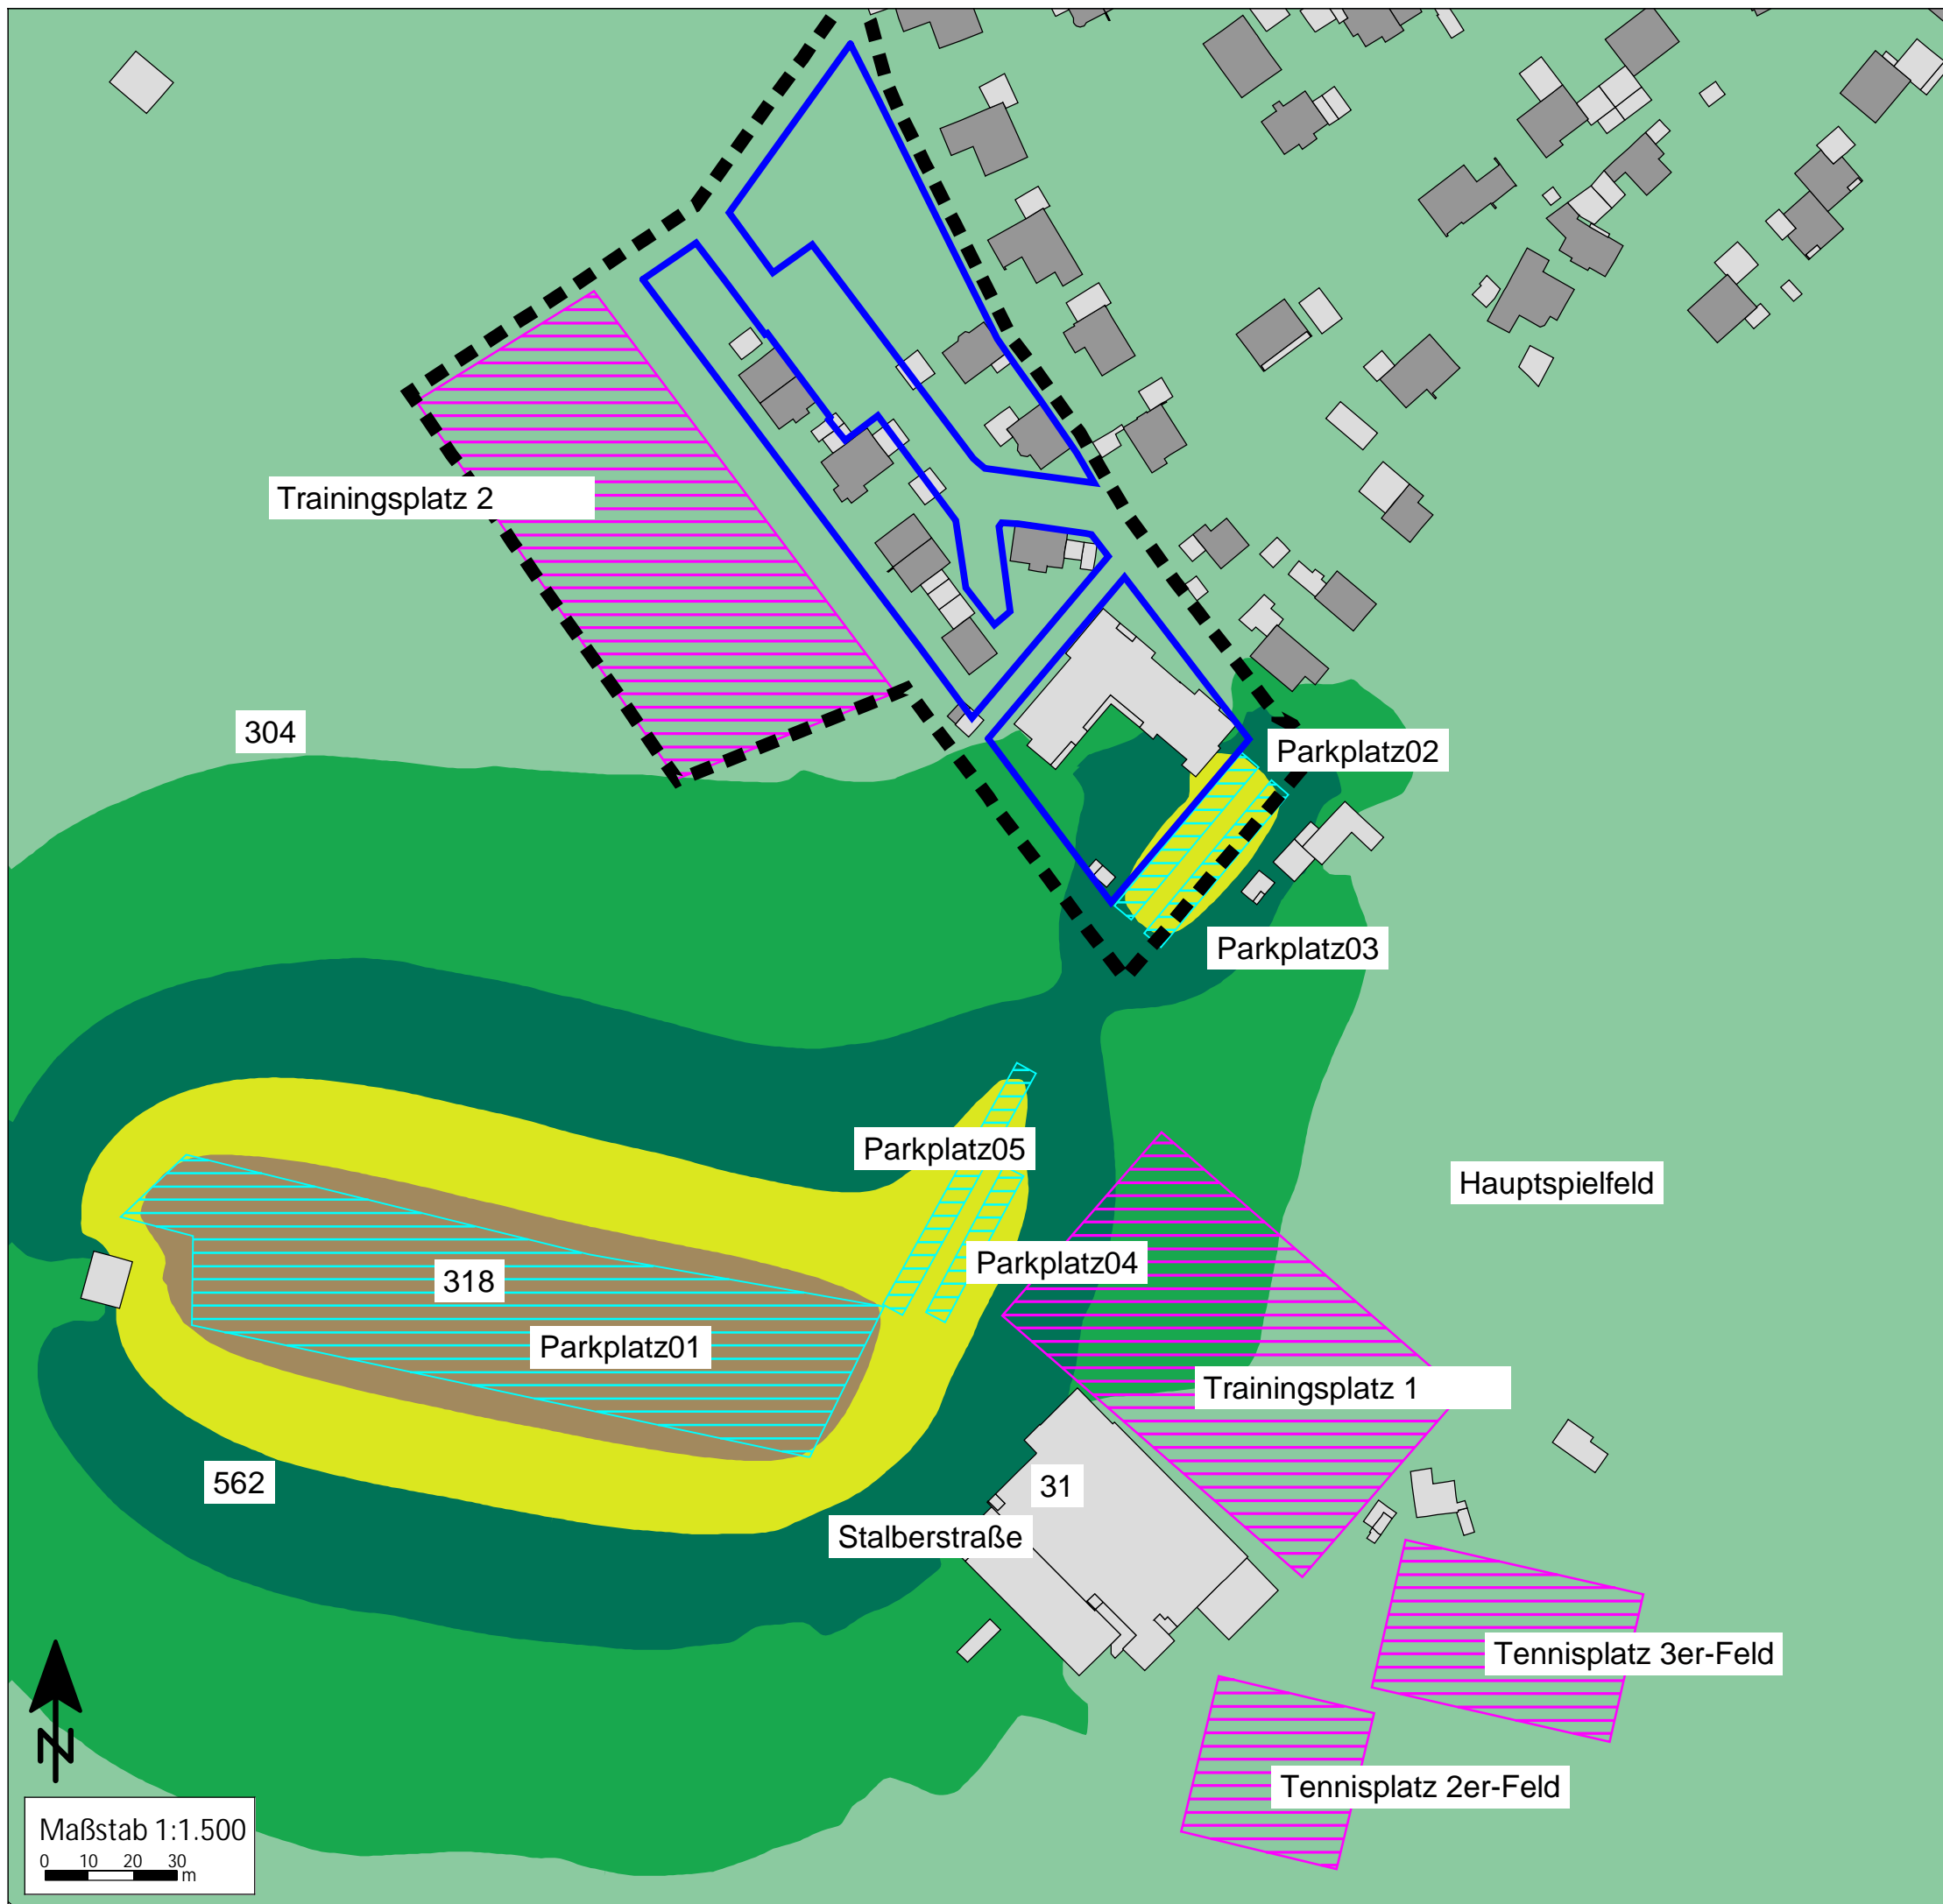 Trainingsplatz 2
304
Parkplatz02
Parkplatz03
Parkplatz05
Hauptspielfeld
Parkplatz04
318
Parkplatz01
Trainingsplatz 1
562
31
Stalberstraße
Tennisplatz 3er-Feld
Tennisplatz 2er-Feld
N
Maßstab 1:1.500
0 10 20 30
m